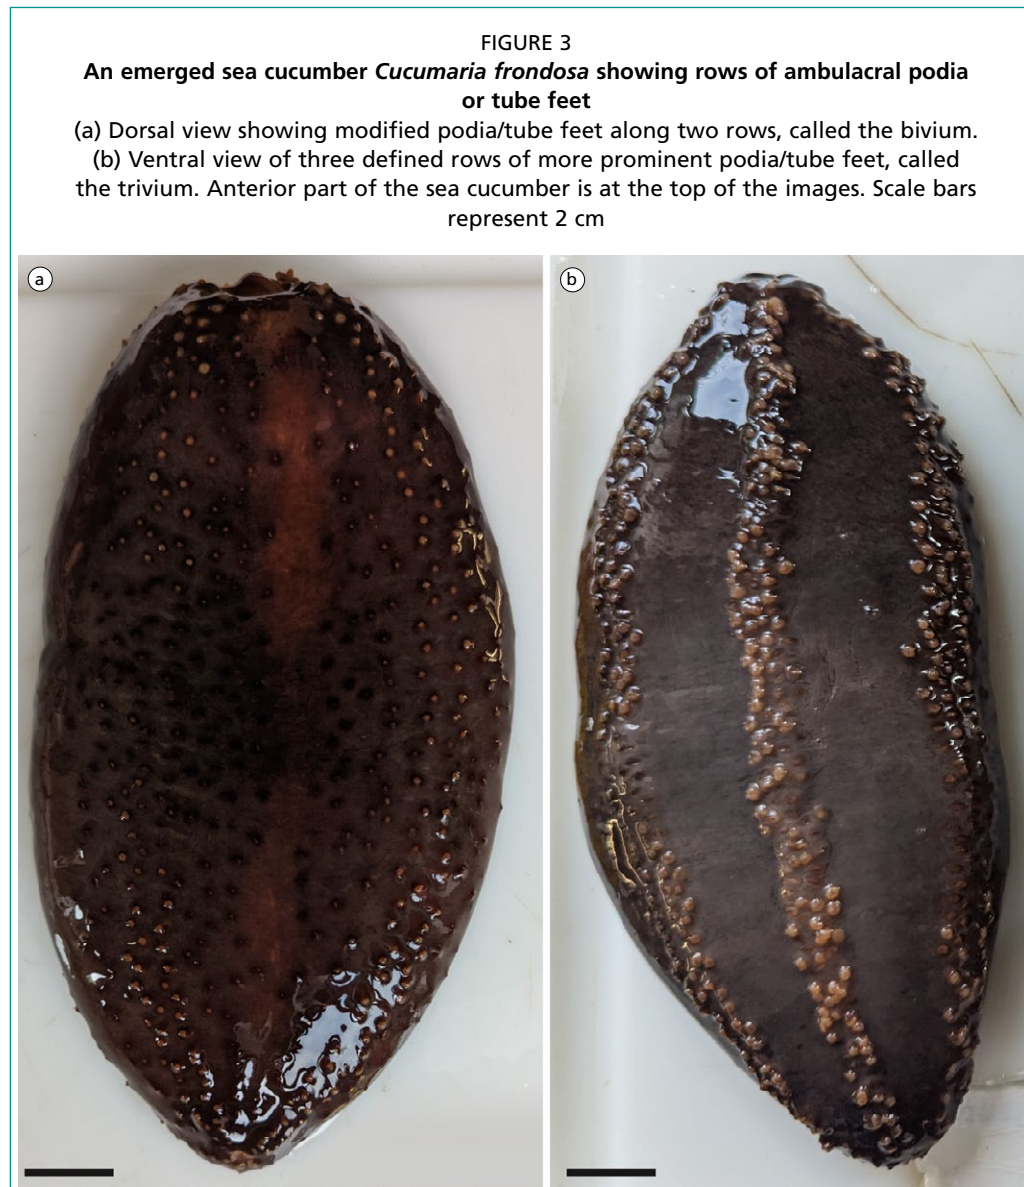 FIGURE 3
An emerged sea cucumber Cucumaria frondosa showing rows of ambulacral podia
or tube feet
(a) Dorsal view showing modified podia/tube feet along two rows, called the bivium.
(b) Ventral view of three defined rows of more prominent podia/tube feet, called
the trivium. Anterior part of the sea cucumber is at the top of the images. Scale bars
represent 2 cm
a
b